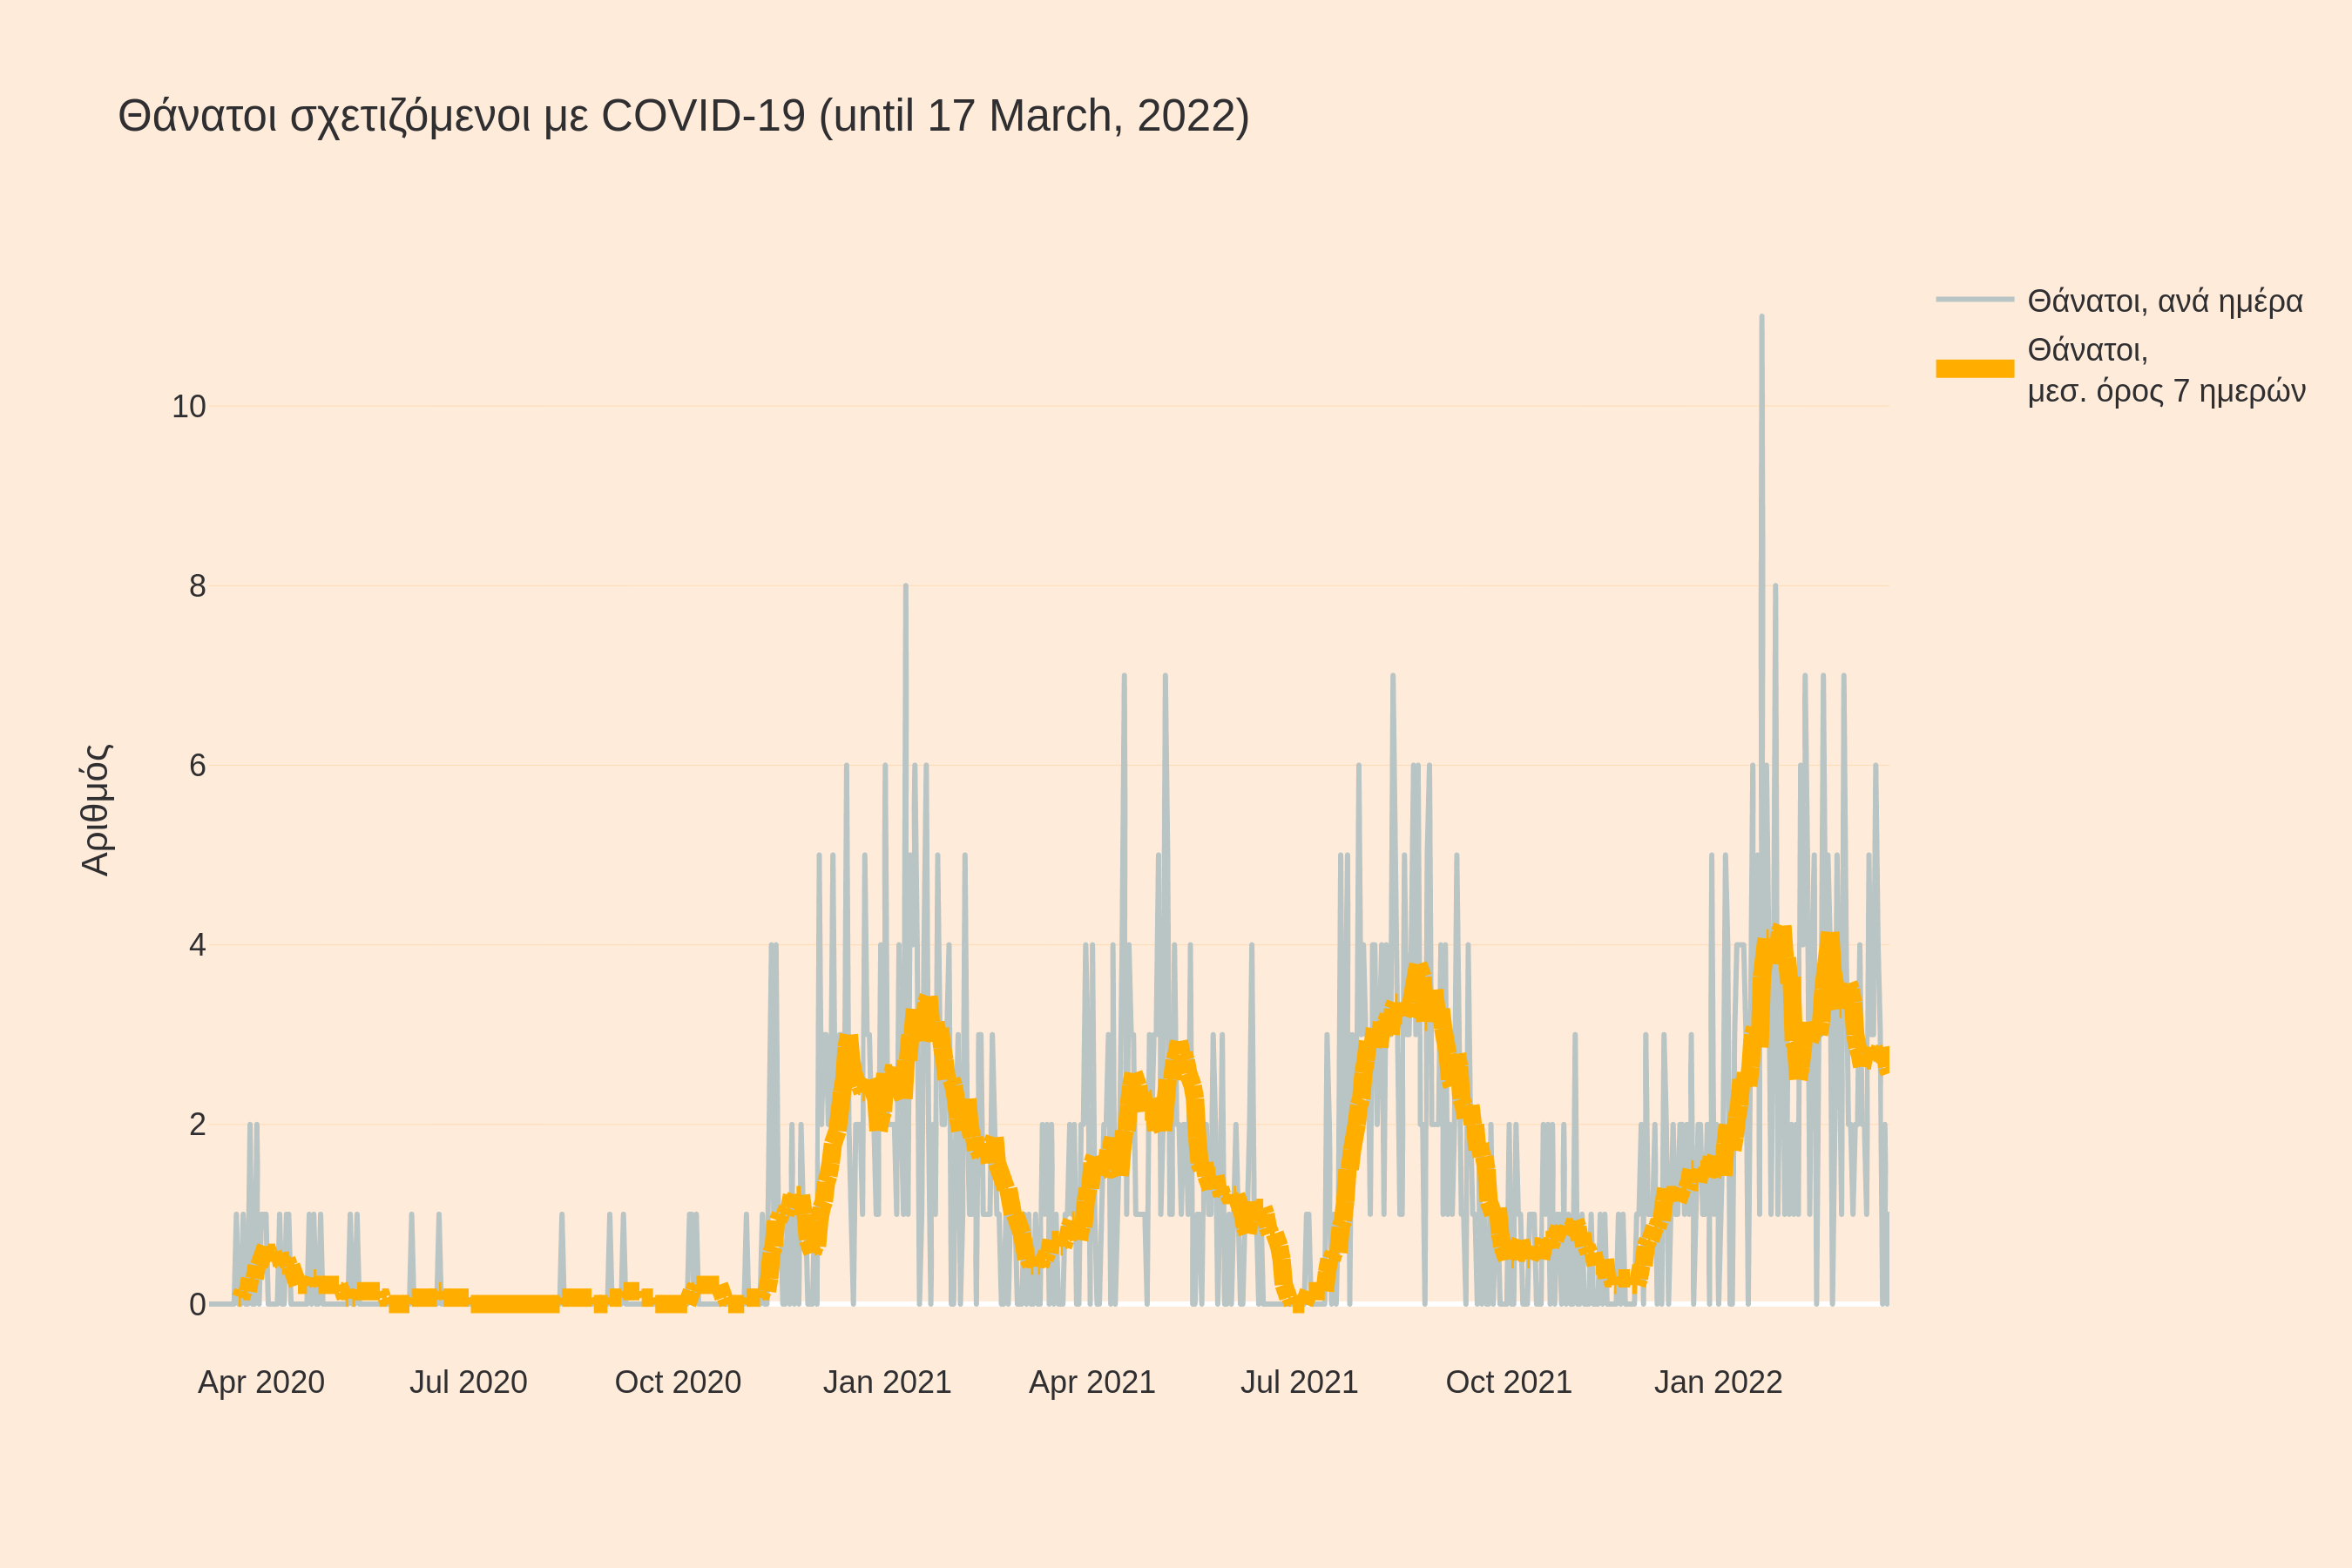 Θάνατοι σχετιζόμενοι με COVID-19 (until 17 March, 2022)
Θάνατοι, ανά ημέρα
Θάνατοι,
μεσ. όρος 7 ημερών
Αριθμός
10
8
6
4
2
0
Apr 2020
Jul 2020
Oct 2020
Jan 2021
Apr 2021
Jul 2021
Oct 2021
Jan 2022